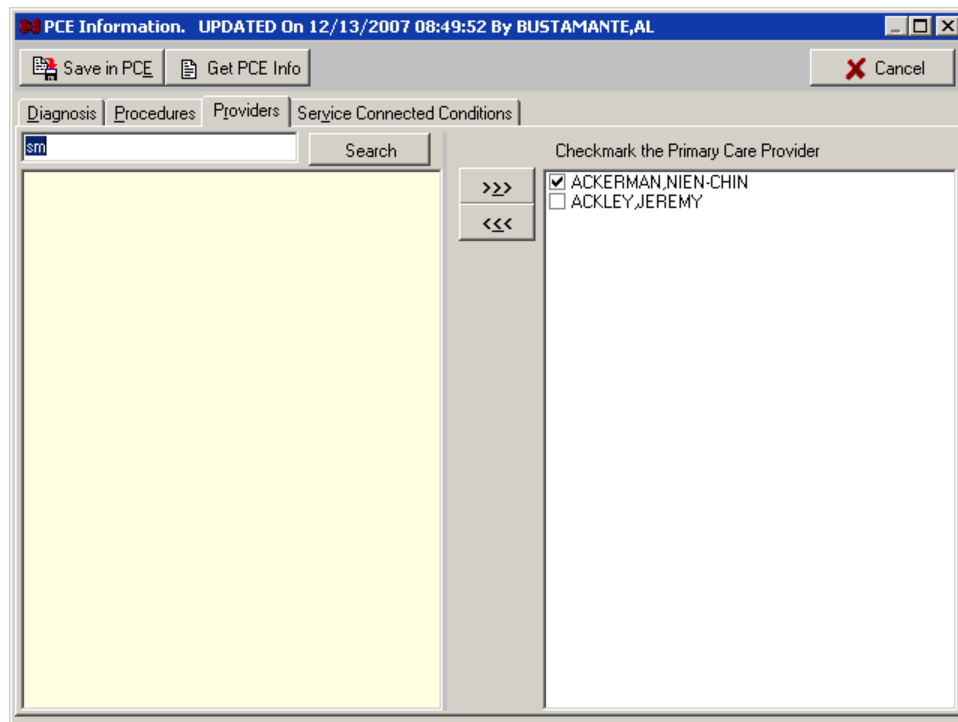 PCE Information. UPDATED On 12/13/2007 08:49:52 By BUSTAMANTE,AL
Save in PCE Get PCE Info Cancel
Diagnosis Procedures Providers Service Connected Conditions
sm Search Checkmark the Primary Care Provider
>>> ACKERMAN,NIEN-CHIN
ACKLEY,JEREMY
<<<